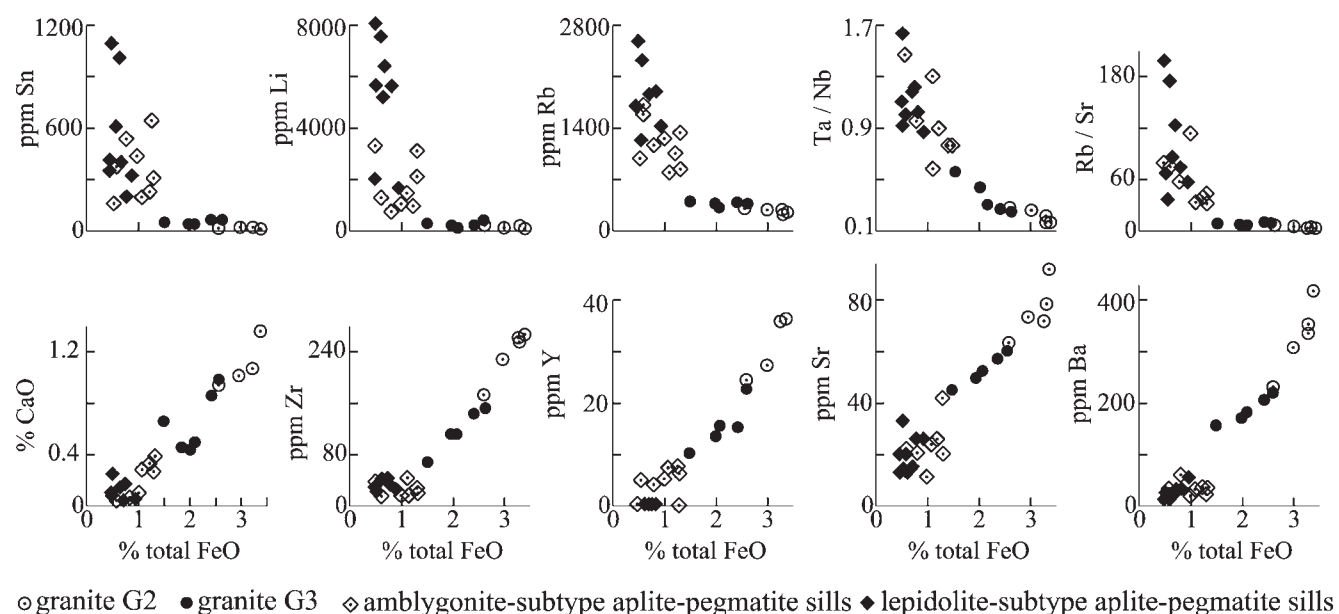 1200
600
0
ppm Sn
8000
4000
0
ppm Li
2800
1400
0
ppm Rb
1.7
0.9
0.1
Ta / Nb
180
60
0
Rb / Sr
1.2
0.4
0
% CaO
0 1 2 3
% total FeO
240
80
0
ppm Zr
0 1 2 3
% total FeO
40
20
0
ppm Y
0 1 2 3
% total FeO
80
40
0
ppm Sr
0 1 2 3
% total FeO
400
200
0
ppm Ba
0 1 2 3
% total FeO
granite G2 granite G3 amblygonite-subtype aplite-pegmatite sills lepidolite-subtype aplite-pegmatite sills